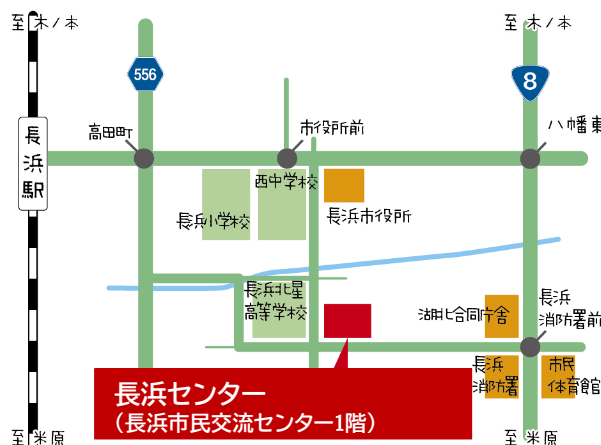 至木ノ本
至木ノ本
556
8
高田町
市役所前
八幡東
長浜駅
西中学校
長浜小学校
長浜市役所
長浜北星
高等学校
湖北合同庁舎
長浜
消防署前
長浜
消防署
市民
体育館
長浜センター
（長浜市民交流センター1階）
至米原
至米原